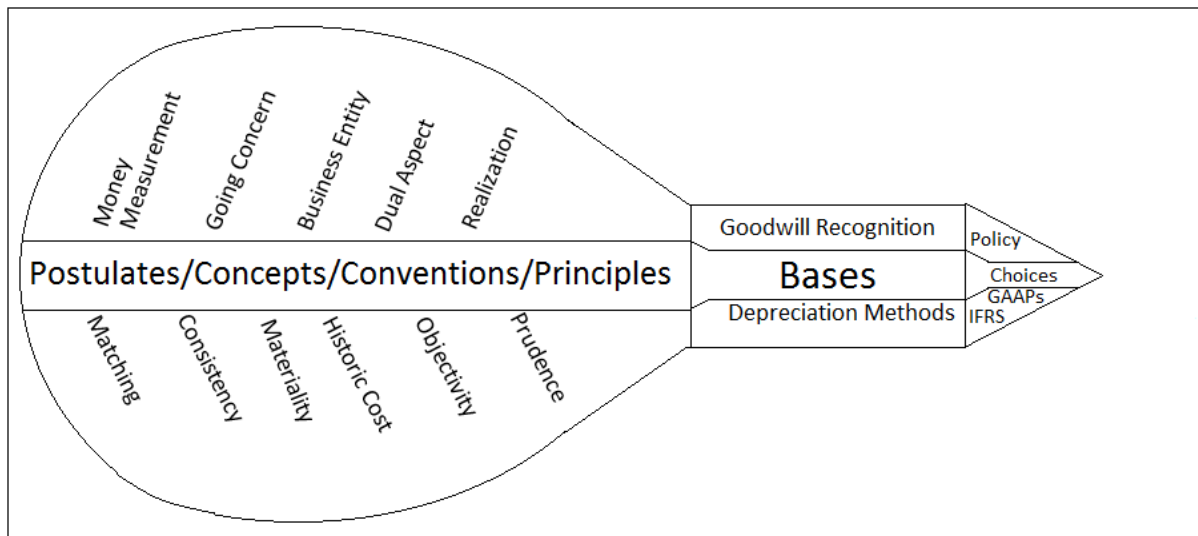 Money
Measurement
Going Concern
Business Entity
Dual Aspect
Realization
Postulates/Concepts/Conventions/Principles
Matching
Consistency
Materiality
Historic Cost
Objectivity
Prudence
Goodwill Recognition
Bases
Depreciation Methods
Policy
Choices
GAAPs
IFRS